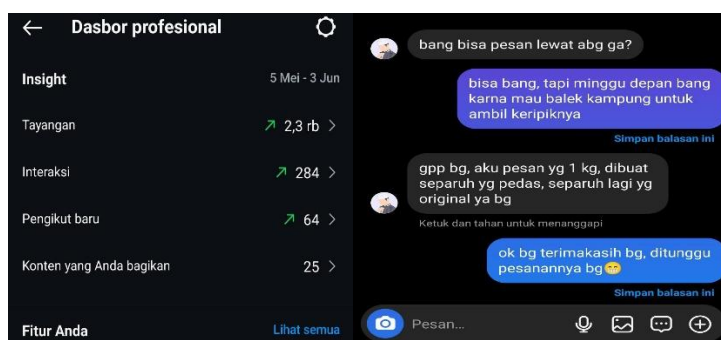 Dasbor profesional
Insight 5 Mei - 3 Jun
Tayangan 2,3 rb
Interaksi 284
Pengikut baru 64
Konten yang Anda bagikan 25
Fitur Anda Lihat semua
bang bisa pesan lewat abg ga?
bisa bang, tapi minggu depan bang
karna mau balek kampung untuk
ambil keripiknya
Simpan balasan ini
gpp bg, aku pesan yg 1 kg, dibuat
separuh yg pedas, separuh lagi yg
original ya bg
Ketuk dan tahan untuk menanggapi
ok bg terimakasih bg, ditunggu
pesanannya bg😁
Simpan balasan ini
Pesan...